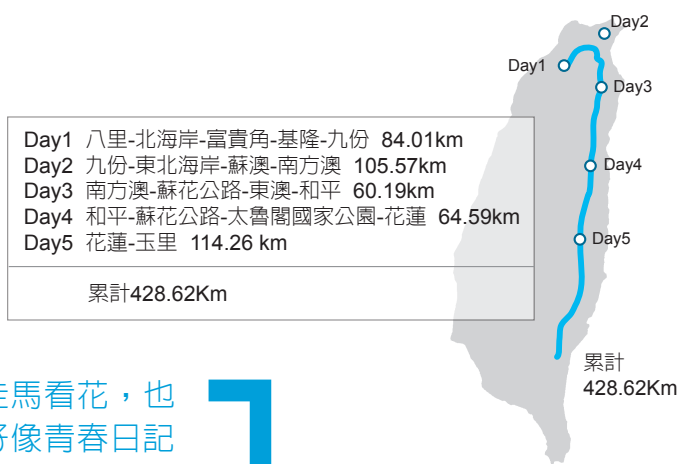 Day1 八里-北海岸-富貴角-基隆-九份 84.01km
Day2 九份-東北海岸-蘇澳-南方澳 105.57km
Day3 南方澳-蘇花公路-東澳-和平 60.19km
Day4 和平-蘇花公路-太魯閣國家公園-花蓮 64.59km
Day5 花蓮-玉里 114.26 km
累計428.62Km
Day2
Day1
Day3
Day4
Day5
累計
428.62Km
走馬看花，也
好像青春日記